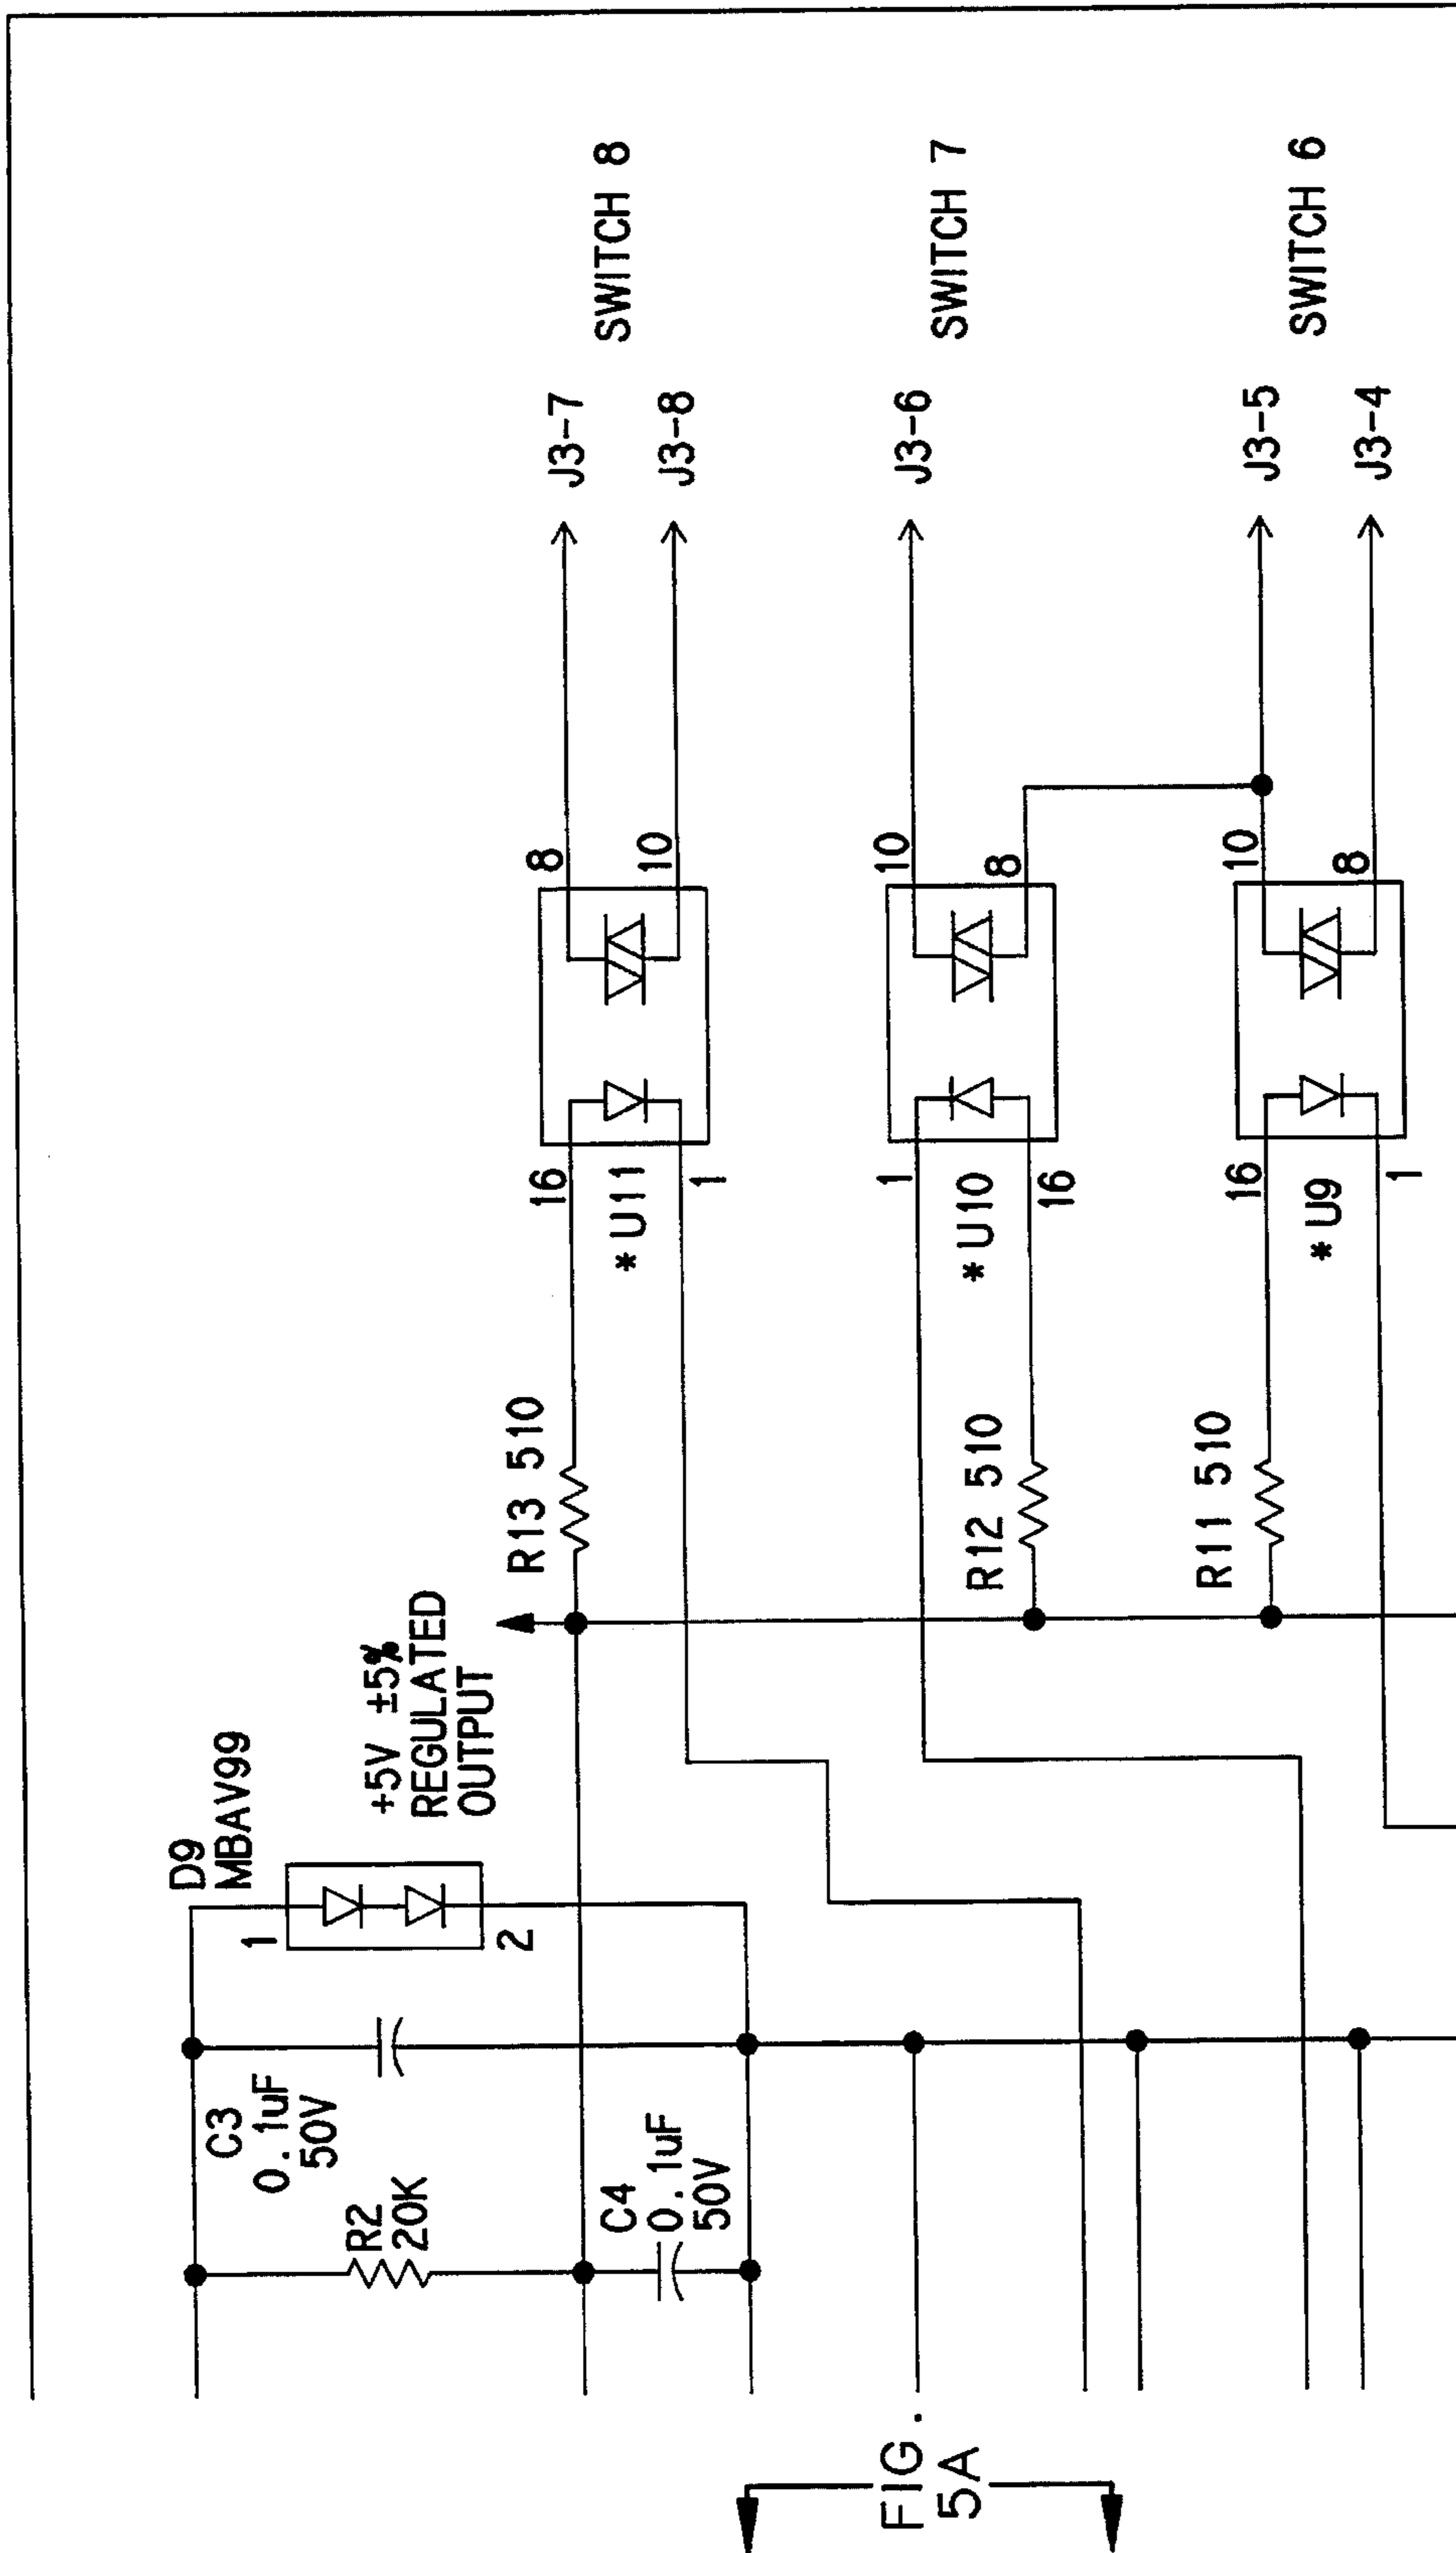 D9
MBAV99
1
2
C3
0.1uF
50V
R2
20K
C4
0.1uF
50V
+5V ±5%
REGULATED
OUTPUT
R13 510
16
*U11
1
8
10
J3-7
J3-8
SWITCH 8
R12 510
1
*U10
16
10
8
J3-6
SWITCH 7
R11 510
16
*U9
1
10
8
J3-5
J3-4
SWITCH 6
FIG.
5A